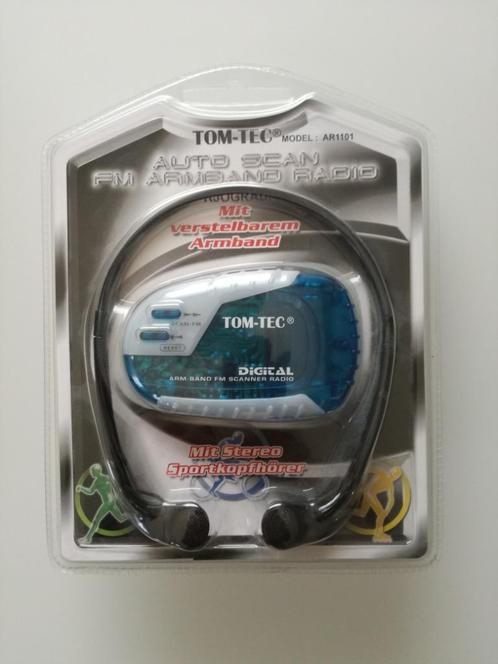 TOM-TEC® MODEL : AR1101
AUTO SCAN
FM ARMBAND RADIO
Mit
verstelbarem
Armband
SCAN-FM
RESET
TOM-TEC®
DiGiTAL
ARM-BAND FM SCANNER RADIO
Mit Stereo
Sportkopfhörer